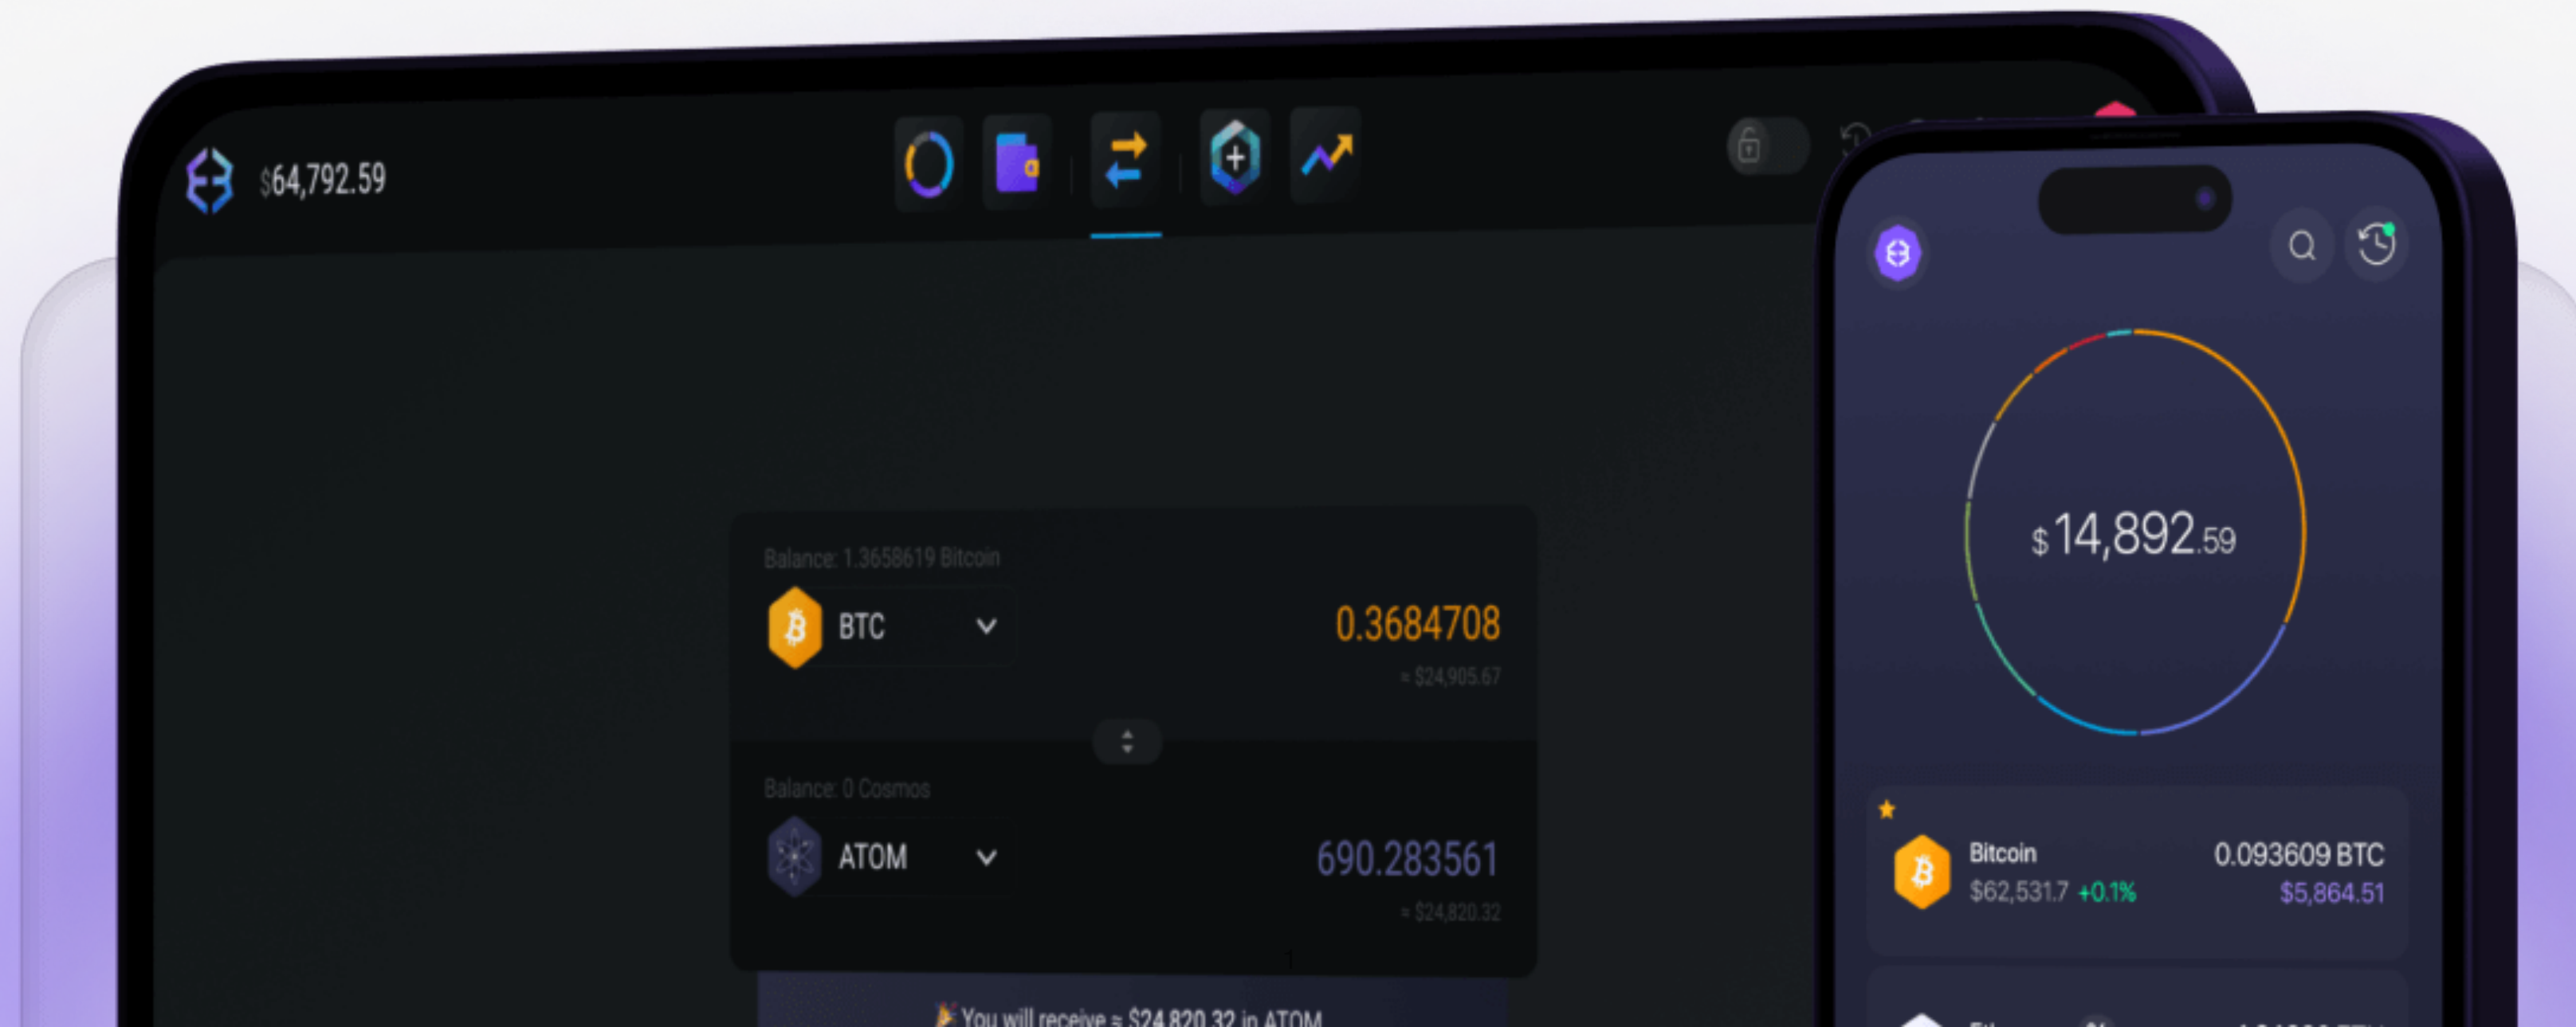 $64,792.59
Balance: 1.3658619 Bitcoin
BTC
0.3684708
≈ $24,905.67
Balance: 0 Cosmos
ATOM
690.283561
≈ $24,820.32
You will receive ≈ $24,820.32 in ATOM
$14,892.59
Bitcoin
0.093609 BTC
$62,531.7 +0.1%
$5,864.51